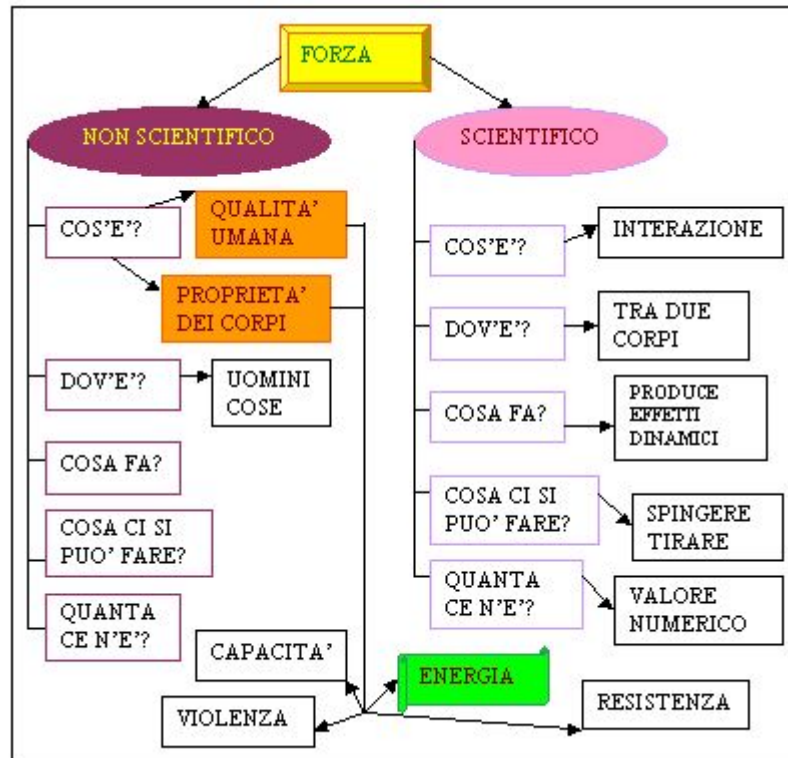 FORZA
NON SCIENTIFICO
COS'E'?
QUALITA'
UMANA
PROPRIETA'
DEI CORPI
DOV'E'?
UOMINI
COSE
COSA FA?
COSA CI SI
PUO' FARE?
QUANTA
CE N'E'?
CAPACITA'
VIOLENZA
ENERGIA
RESISTENZA
SCIENTIFICO
COS'E'?
INTERAZIONE
DOV'E'?
TRA DUE
CORPI
COSA FA?
PRODUCE
EFFETTI
DINAMICI
COSA CI SI
PUO' FARE?
SPINGERE
TIRARE
QUANTA
CE N'E'?
VALORE
NUMERICO